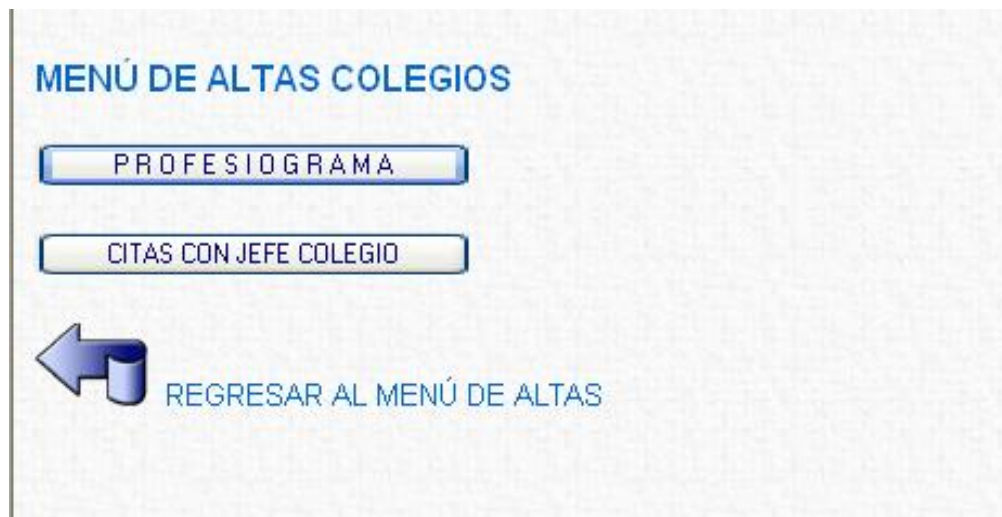 MENÚ DE ALTAS COLEGIOS
PROFESIOGRAMA
CITAS CON JEFE COLEGIO
REGRESAR AL MENÚ DE ALTAS